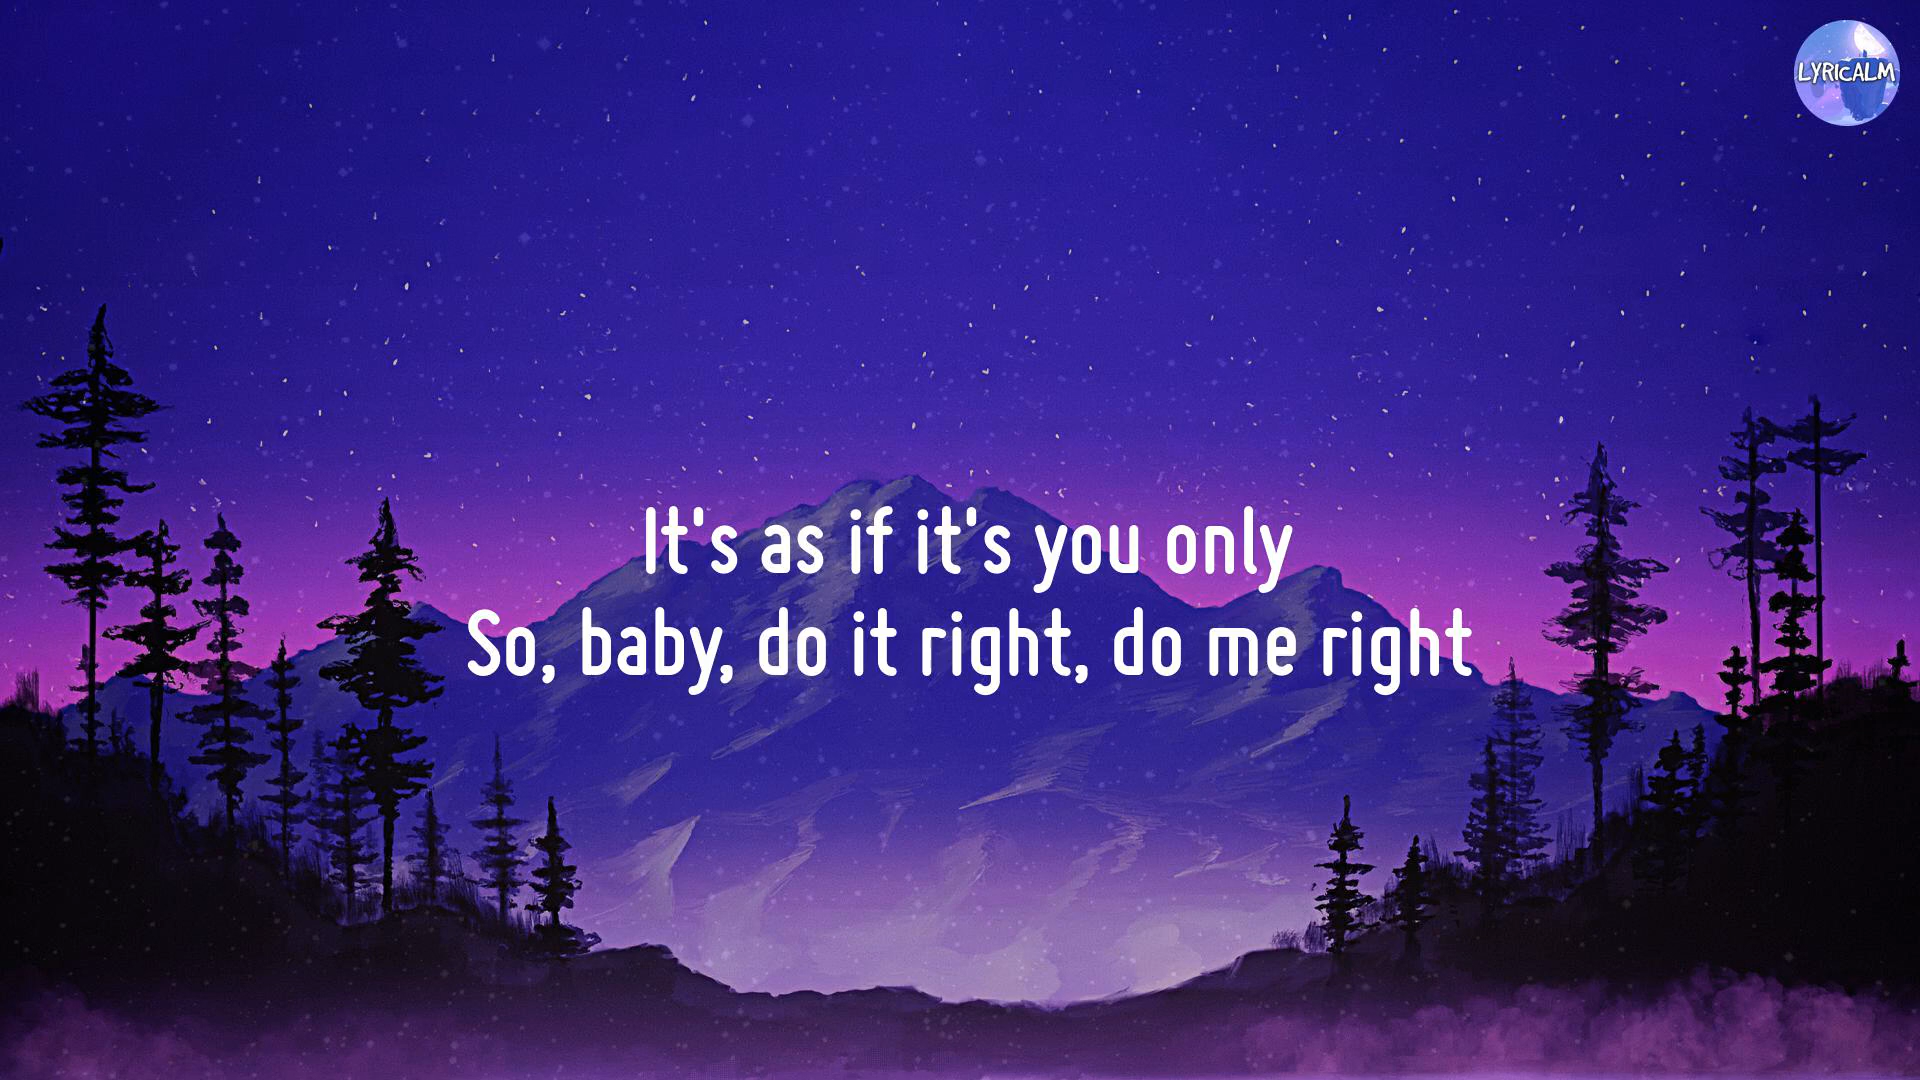 LYRICALM
It's as if it's you only
So, baby, do it right, do me right